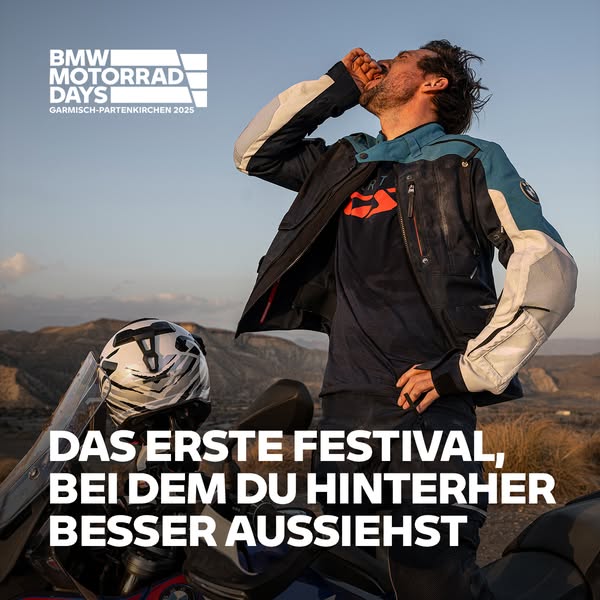 BMW
MOTORRAD
DAYS
GARMISCH-PARTENKIRCHEN 2025
DAS ERSTE FESTIVAL,
BEI DEM DU HINTERHER
BESSER AUSSIEHST